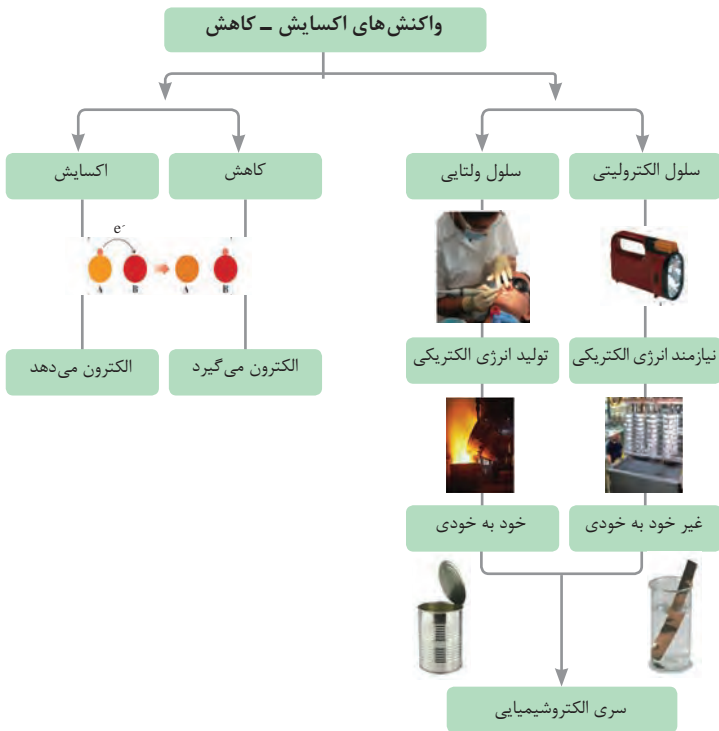 واکنش‌های اکسایش ـ کاهش
سلول الکترولیتی
سلول ولتایی
کاهش
اکسایش
e-
A
B
A
B
نیازمند انرژی الکتریکی
تولید انرژی الکتریکی
الکترون می‌گیرد
الکترون می‌دهد
غیر خود به خودی
خود به خودی
سری الکتروشیمیایی